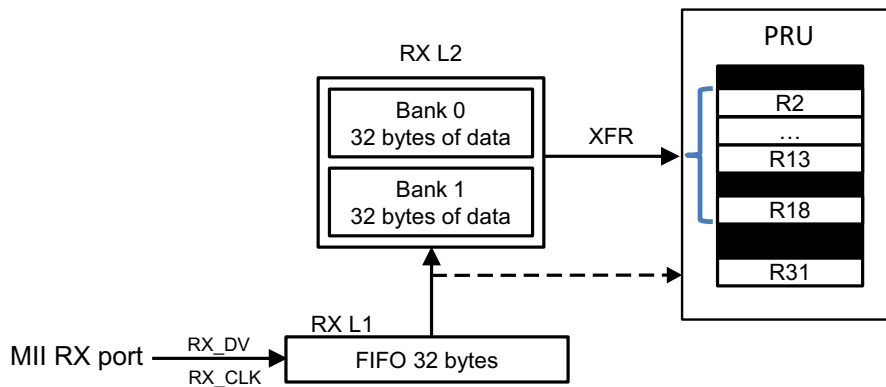 PRU
RX L2
R2
Bank 0
32 bytes of data
…
XFR
R13
Bank 1
32 bytes of data
R18
R31
RX L1
MII RX port
RX_DV
FIFO 32 bytes
RX_CLK